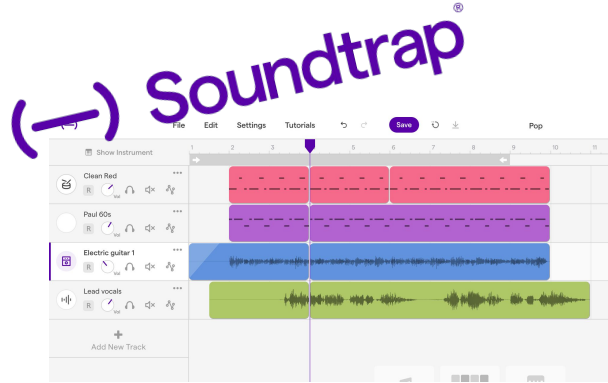 Soundtrap®
File Edit Settings Tutorials Save Pop
Show Instrument 1 2 3 5 6 7 8 9 10 11
Clean Red
R
Paul 60s
R
Electric guitar 1
R
Lead vocals
R
Add New Track